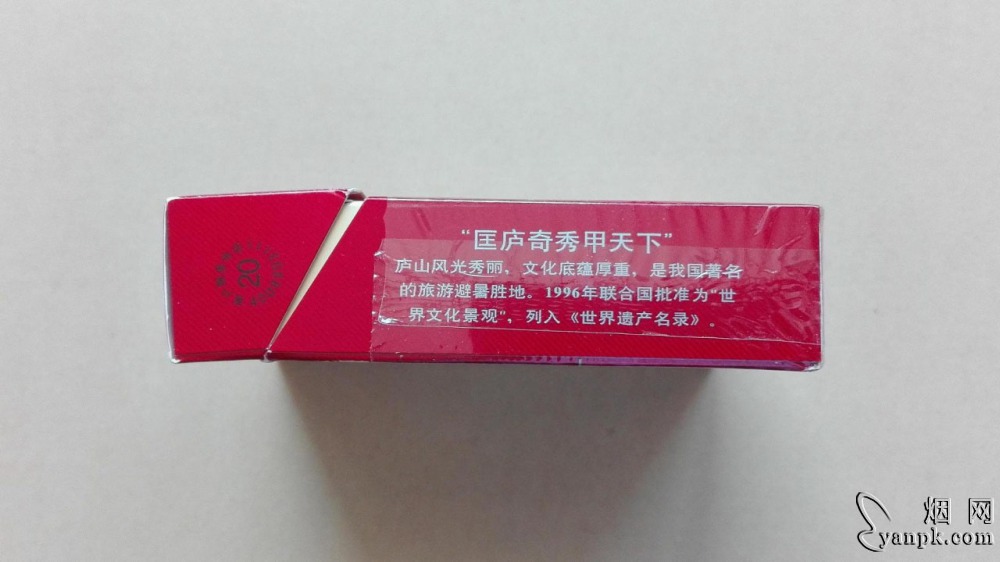 “匡庐奇秀甲天下”
庐山风光秀丽，文化底蕴厚重，是我国著名
的旅游避暑胜地。1996年联合国批准为"世
界文化景观"，列入《世界遗产名录》。
20
烟网
yanpk.com